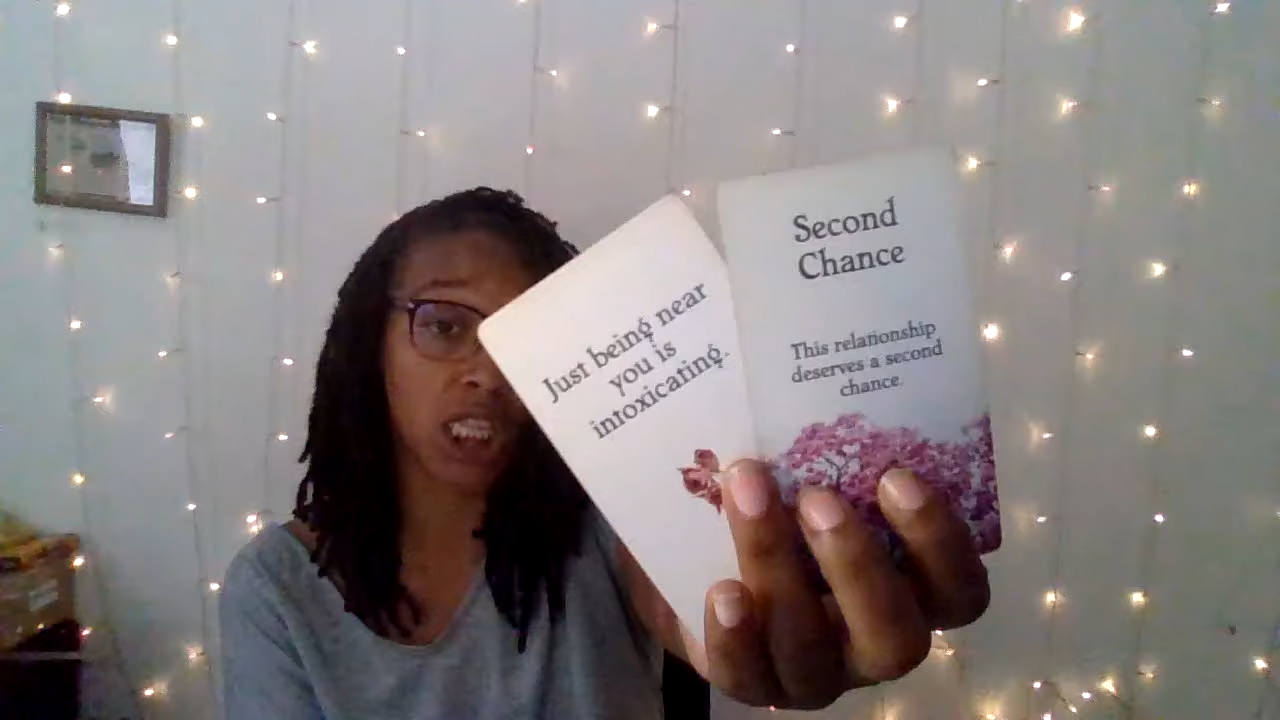 Just being near
you is
intoxicating.
Second
Chance
This relationship
deserves a second
chance.